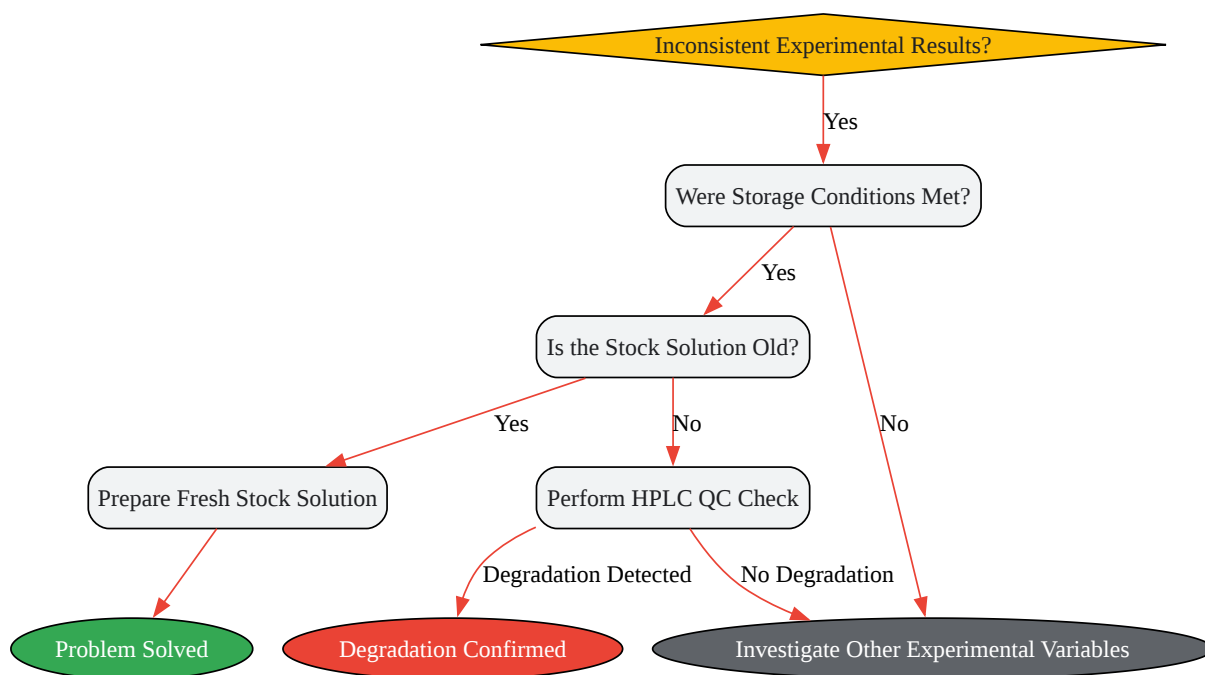 Inconsistent Experimental Results?
Yes
Were Storage Conditions Met?
Yes
Is the Stock Solution Old?
Yes
No
No
Prepare Fresh Stock Solution
Perform HPLC QC Check
Degradation Detected
No Degradation
Problem Solved
Degradation Confirmed
Investigate Other Experimental Variables